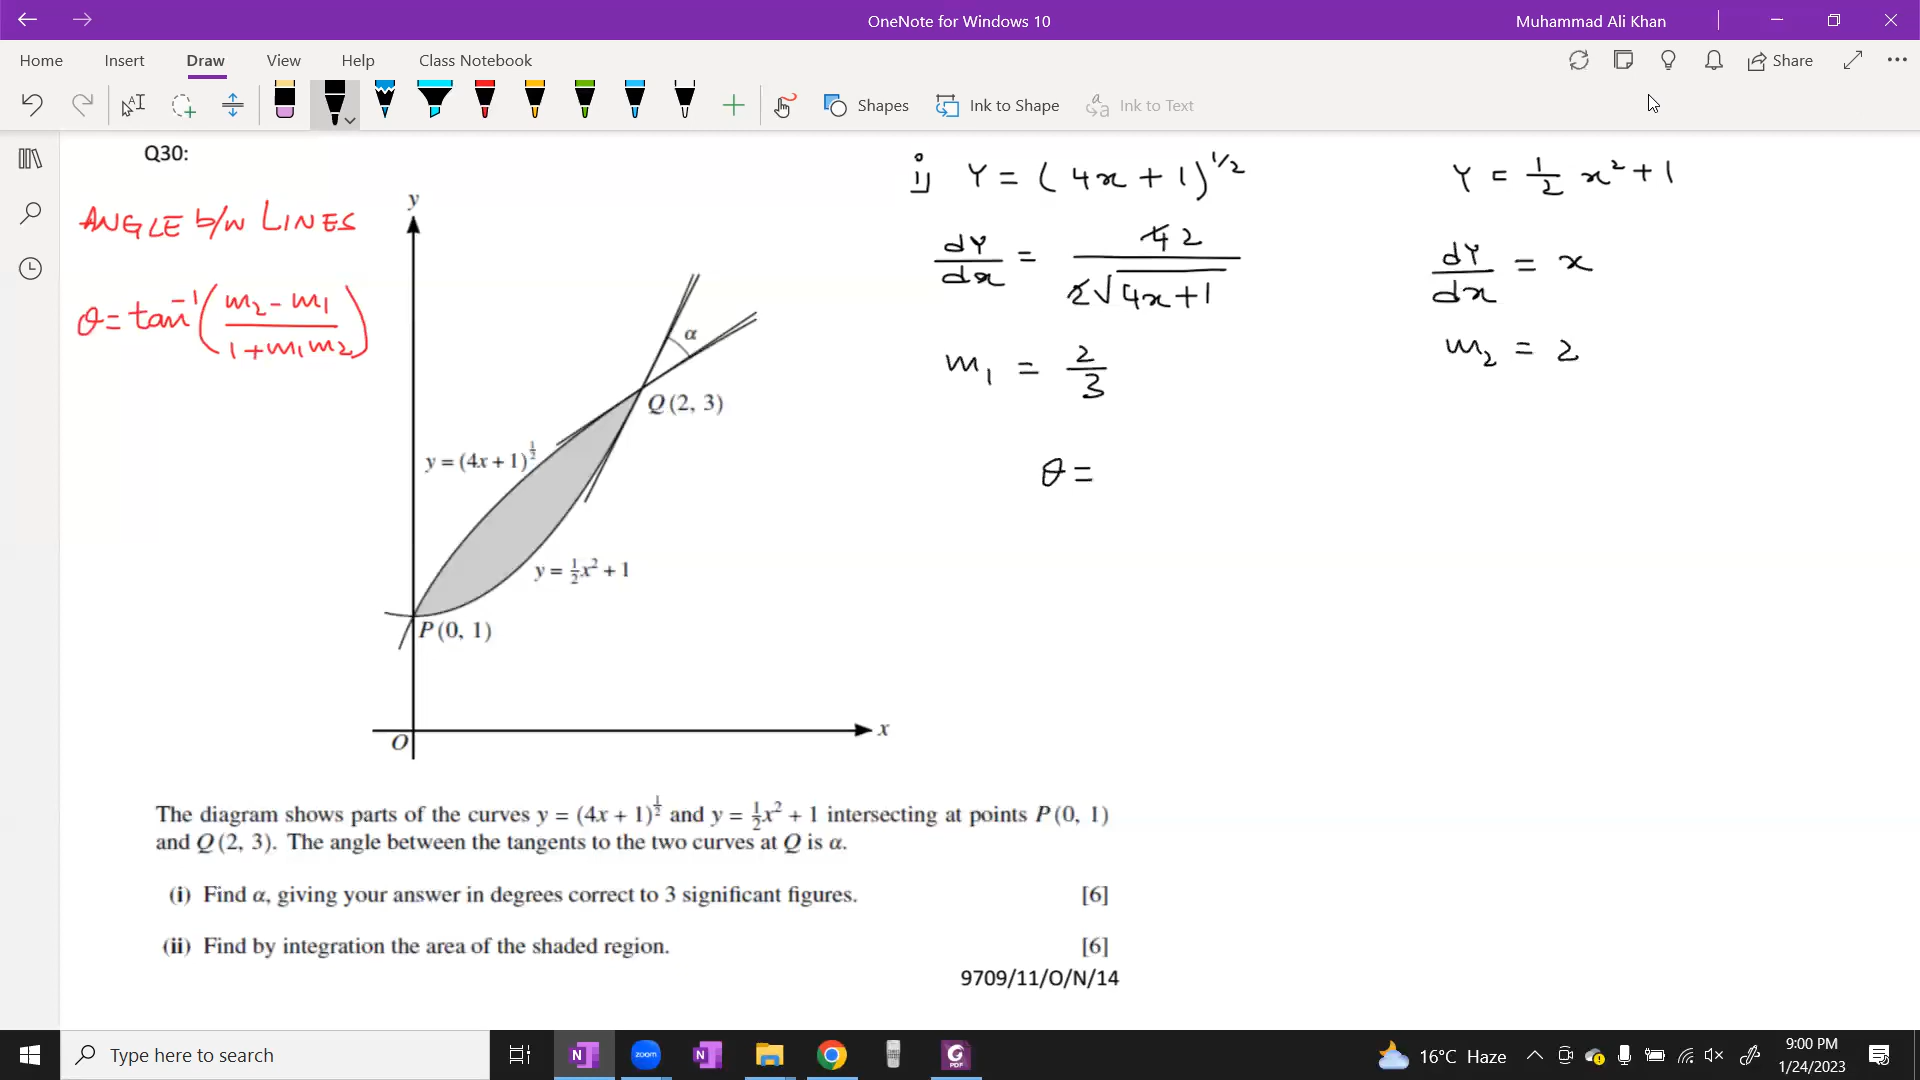 OneNote for Windows 10
Muhammad Ali Khan
Home Insert Draw View Help Class Notebook
Share
Shapes Ink to Shape Ink to Text
Q30:
ANGLE b/w LINES
θ = tan⁻¹((m₂ - m₁)/(1 + m₁m₂))
y
α
Q(2, 3)
y = (4x + 1)^½
y = ½x² + 1
P(0, 1)
O
x
i) Y = (4x + 1)^1/2
dY/dx = 4 2 / 2√4x+1
m₁ = 2/3
θ =
Y = 1/2 x² + 1
dY/dx = x
m₂ = 2
The diagram shows parts of the curves y = (4x + 1)^½ and y = ½x² + 1 intersecting at points P(0, 1)
and Q(2, 3). The angle between the tangents to the two curves at Q is α.
(i) Find α, giving your answer in degrees correct to 3 significant figures. [6]
(ii) Find by integration the area of the shaded region. [6]
9709/11/O/N/14
Type here to search
zoom
PDF
16°C Haze
9:00 PM
1/24/2023